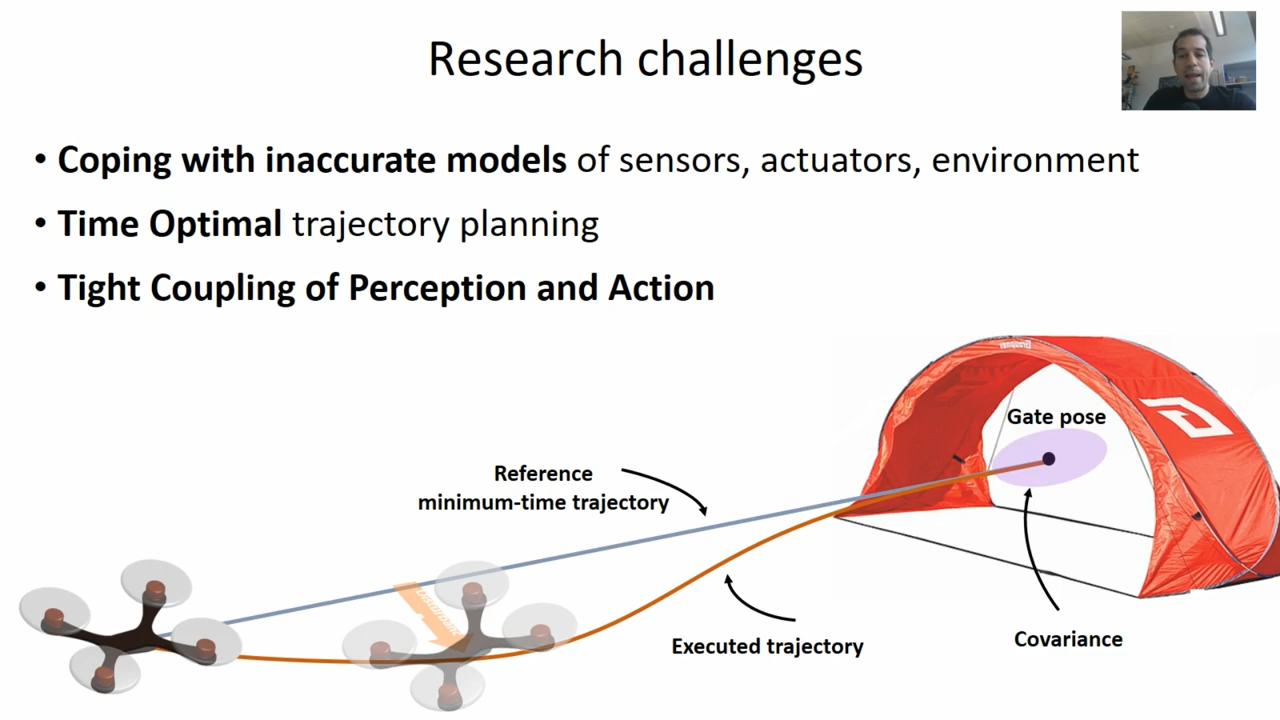 Research challenges
• Coping with inaccurate models of sensors, actuators, environment
• Time Optimal trajectory planning
• Tight Coupling of Perception and Action
Gate pose
Reference
minimum-time trajectory
Executed trajectory
Covariance